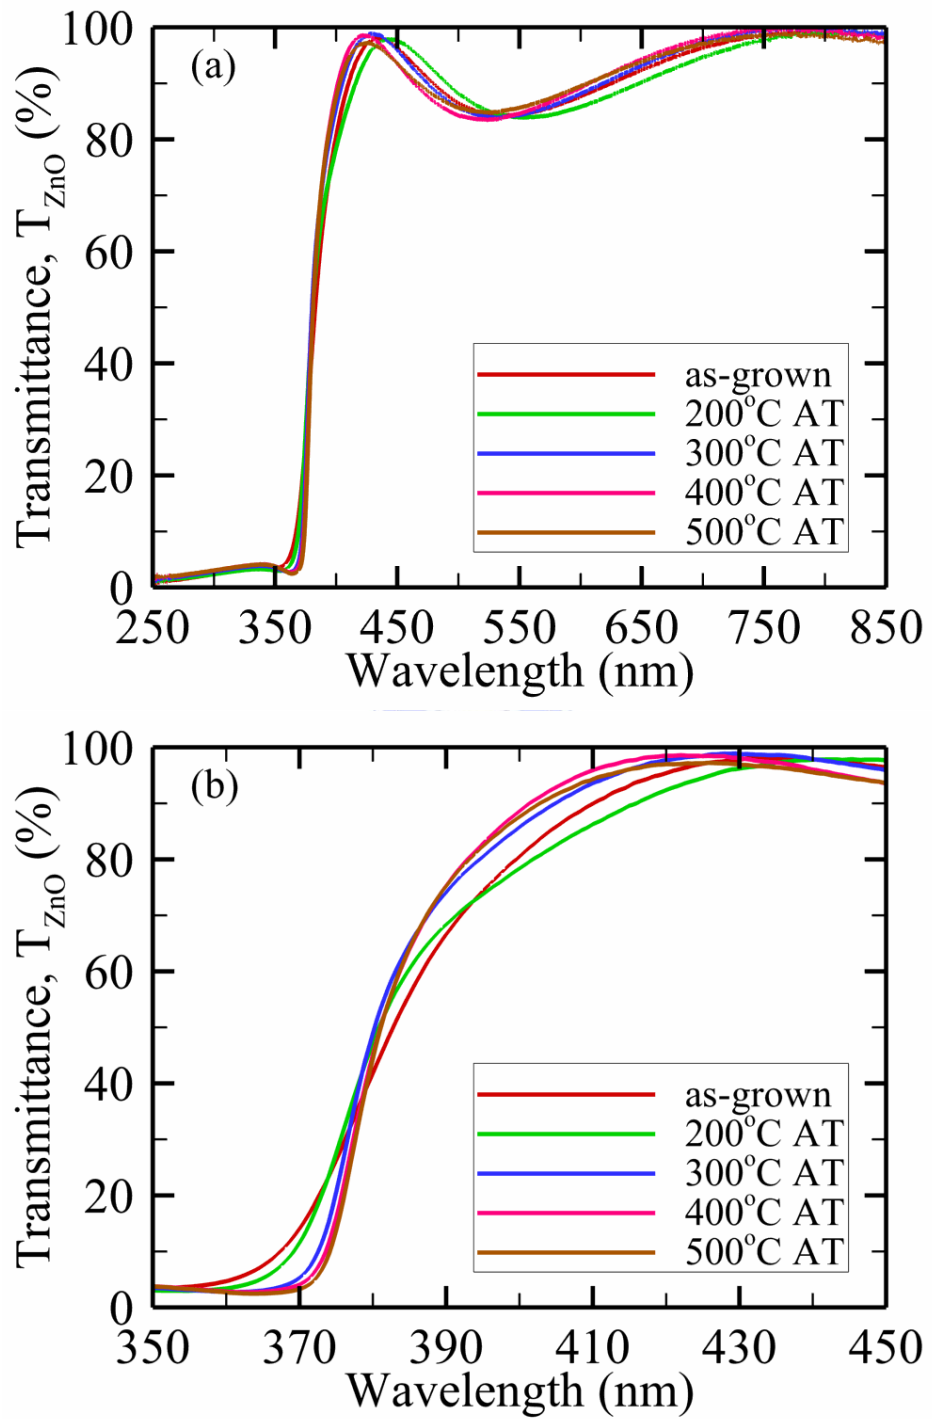 (a)
Transmittance, T_ZnO (%)
100
80
60
40
20
0
as-grown
200°C AT
300°C AT
400°C AT
500°C AT
250 350 450 550 650 750 850
Wavelength (nm)
(b)
Transmittance, T_ZnO (%)
100
80
60
40
20
0
as-grown
200°C AT
300°C AT
400°C AT
500°C AT
350 370 390 410 430 450
Wavelength (nm)